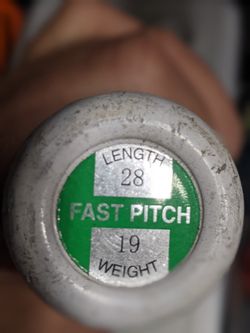 LENGTH
28
FAST PITCH
19
WEIGHT